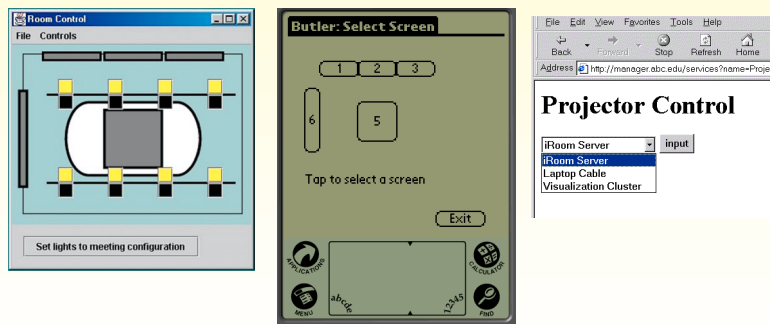 Room Control
File Controls
Set lights to meeting configuration
Butler: Select Screen
1 2 3
6
5
Tap to select a screen
Exit
APPLICATIONS
CALCULATOR
MENU
abcde
12345
FIND
File Edit View Favorites Tools Help
Back Forward Stop Refresh Home
Address http://manager.abc.edu/services?name=Proje
Projector Control
iRoom Server input
iRoom Server
Laptop Cable
Visualization Cluster